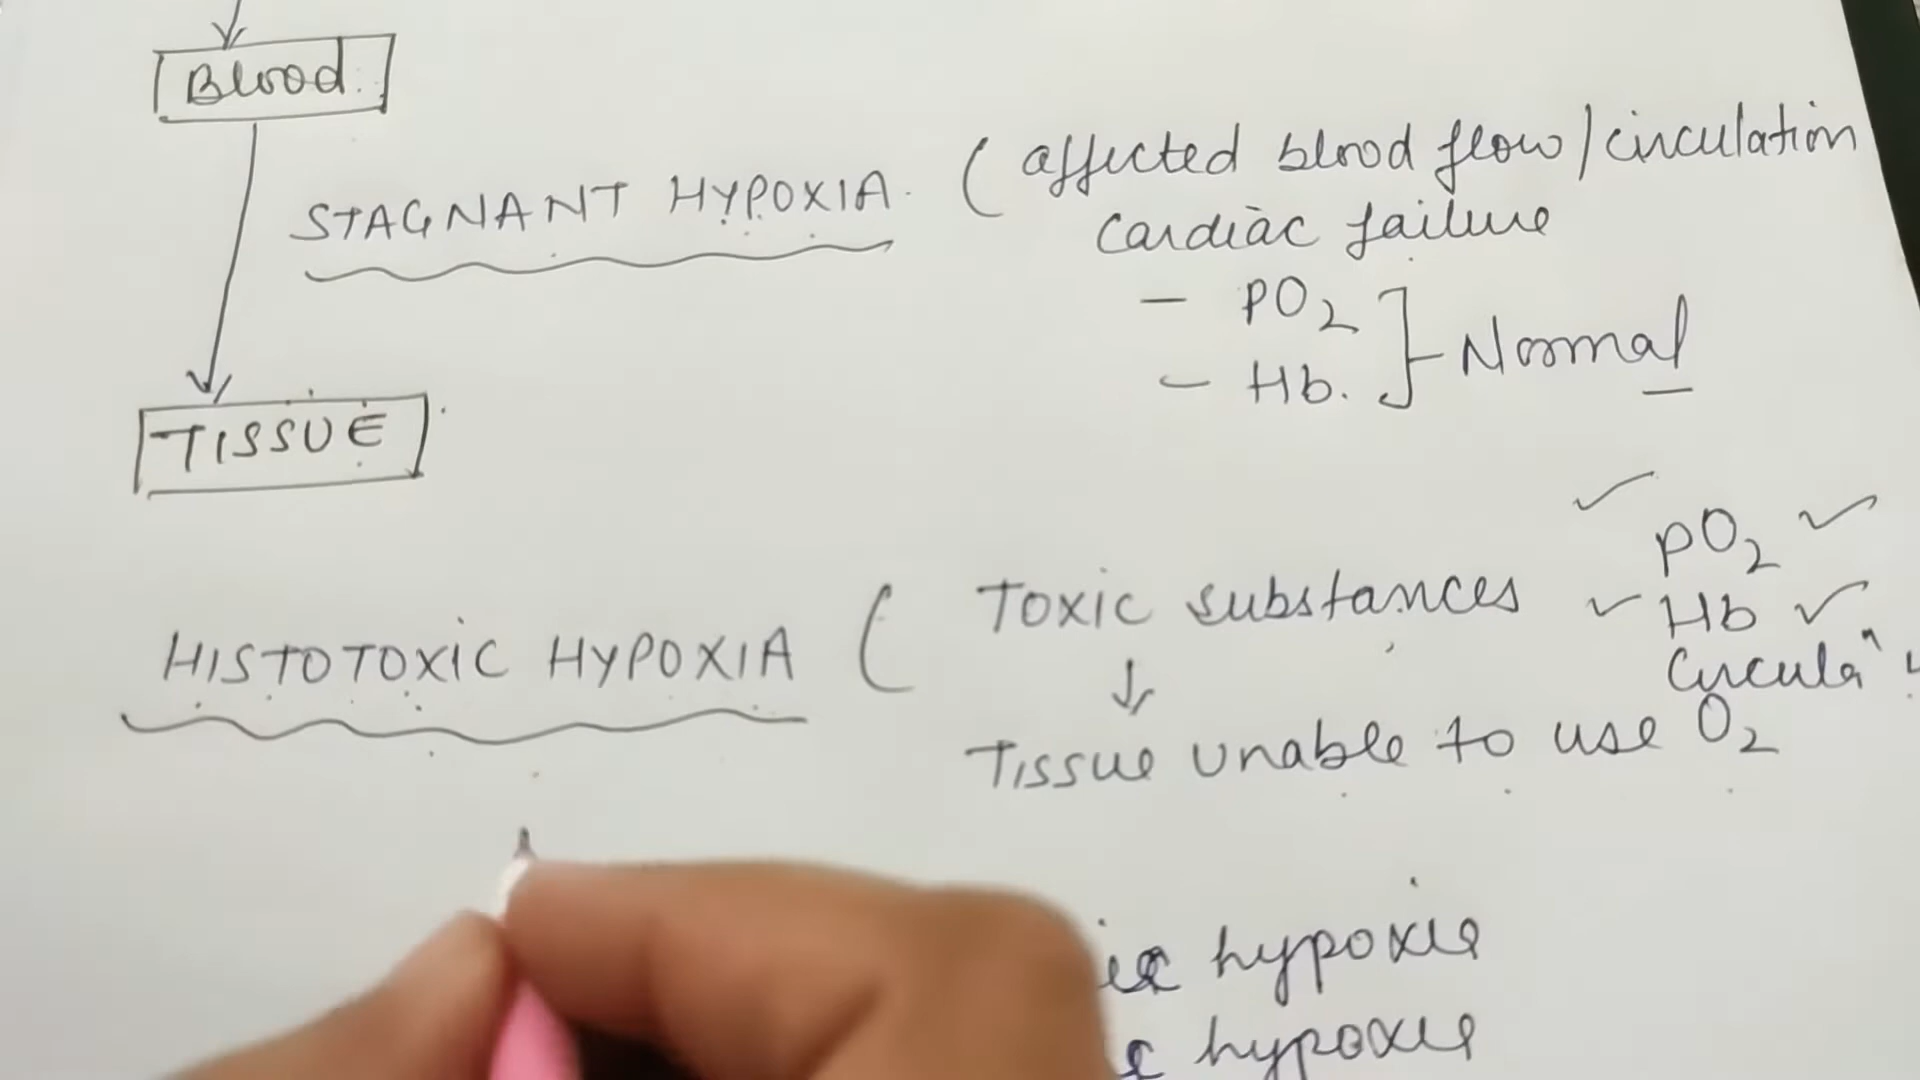 Blood.
STAGNANT HYPOXIA. ( affected blood flow/circulation
cardiac failure
- PO2
- Hb. ] Normal
TISSUE
✓ pO2 ✓
HISTOTOXIC HYPOXIA ( Toxic substances ✓ Hb ✓
↓
Tissue unable to use O2
hypoxia
hypoxia